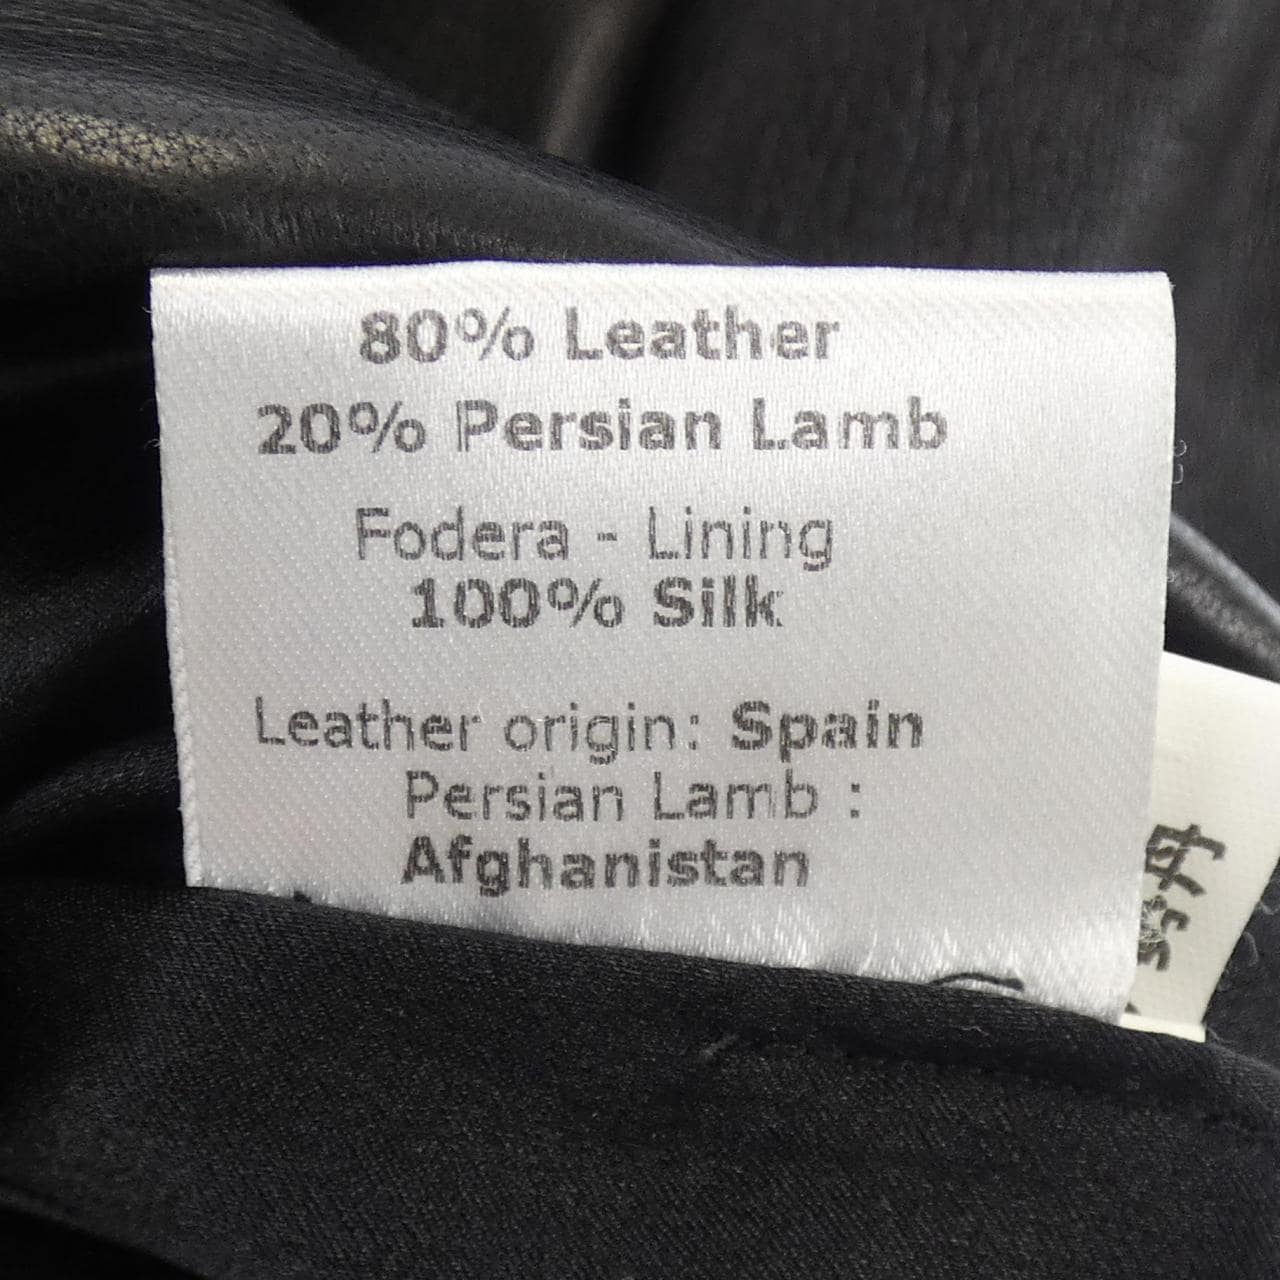 80% Leather
20% Persian Lamb
Fodera - Lining
100% Silk
Leather origin: Spain
Persian Lamb :
Afghanistan